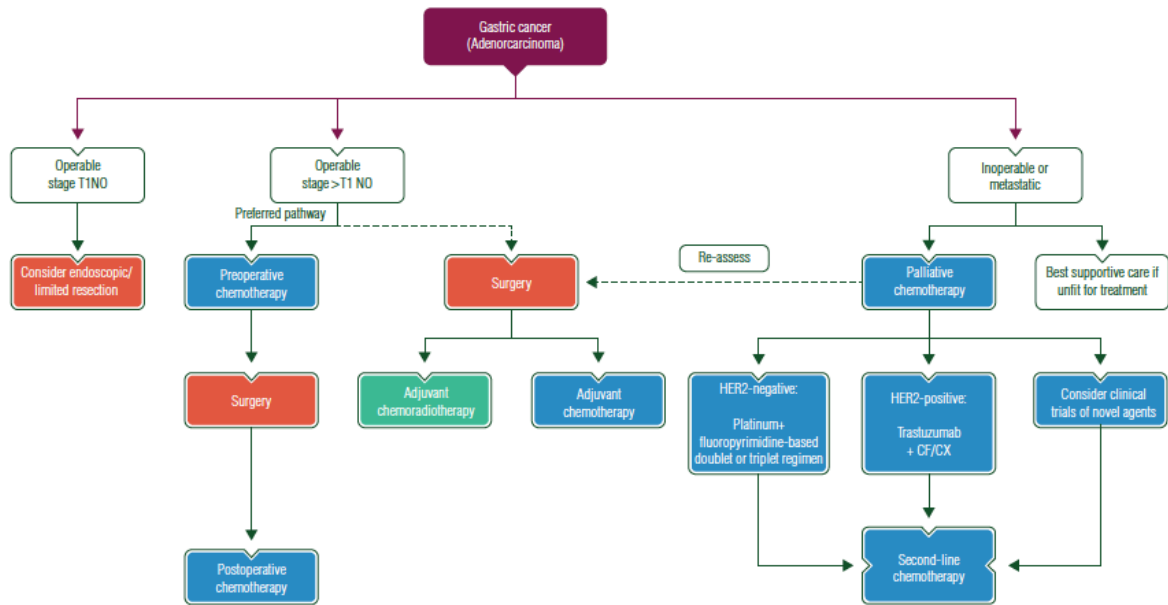 Gastric cancer
(Adenorcarcinoma)
Operable
stage T1NO
Operable
stage >T1 NO
Inoperable or
metastatic
Preferred pathway
Consider endoscopic/
limited resection
Preoperative
chemotherapy
Surgery
Re-assess
Palliative
chemotherapy
Best supportive care if
unfit for treatment
Surgery
Adjuvant
chemoradiotherapy
Adjuvant
chemotherapy
HER2-negative:
Platinum+
fluoropyrimidine-based
doublet or triplet regimen
HER2-positive:
Trastuzumab
+ CF/CX
Consider clinical
trials of novel agents
Postoperative
chemotherapy
Second-line
chemotherapy